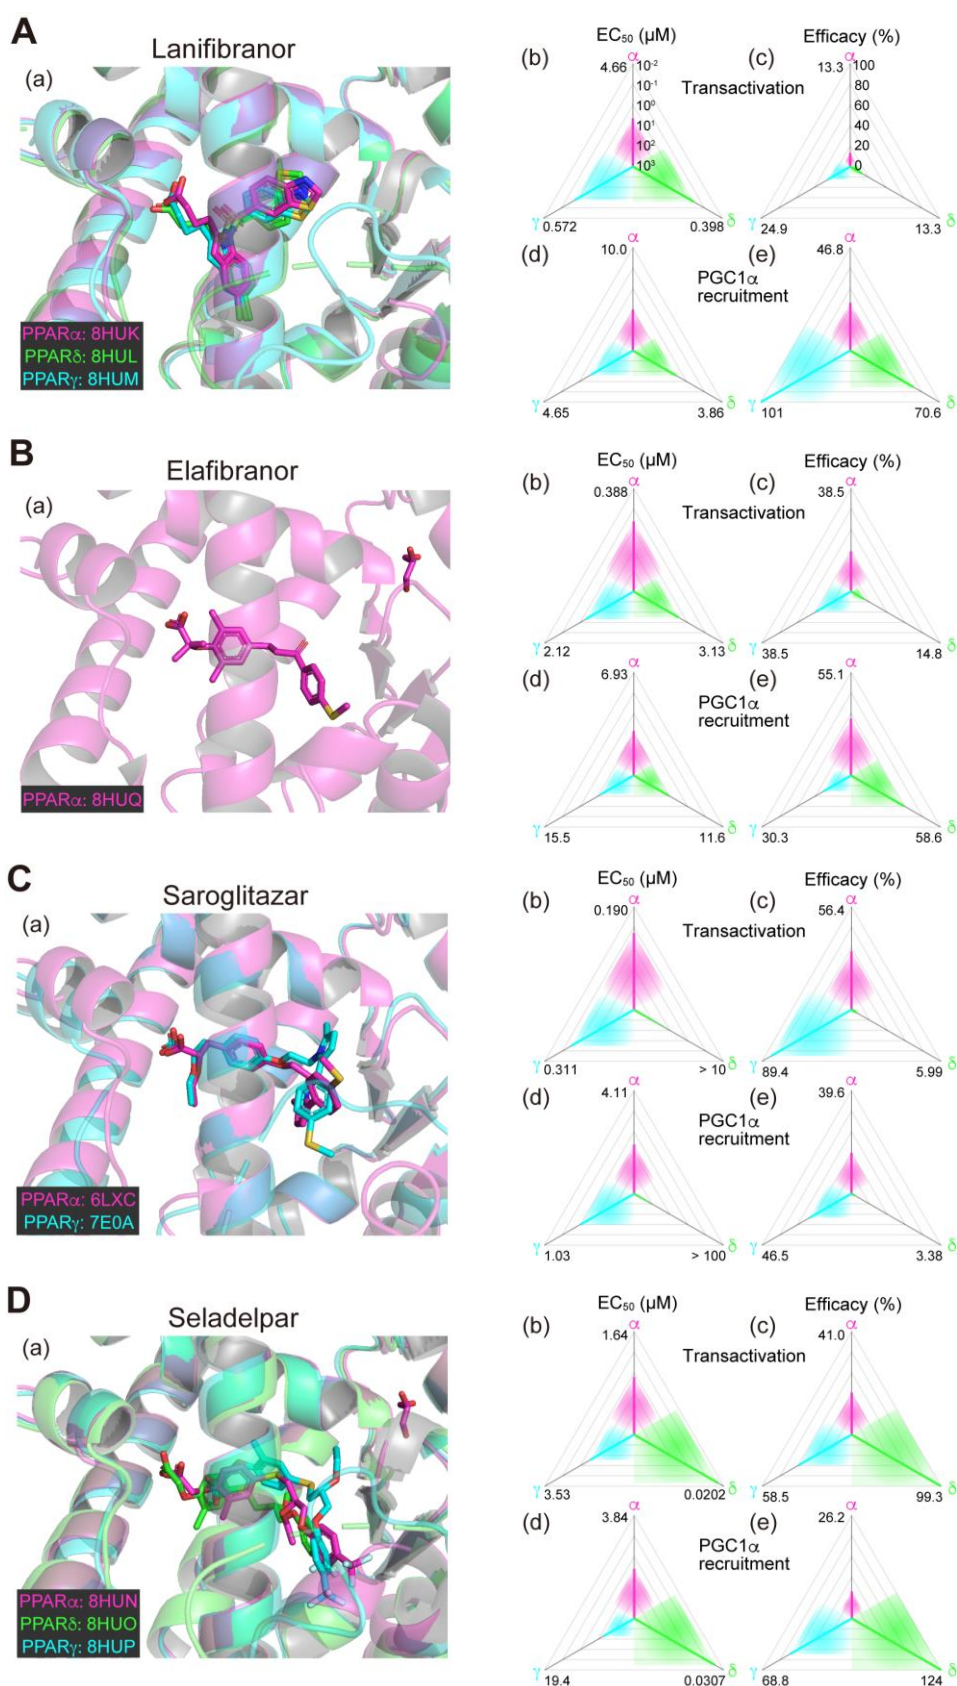 A
Lanifibranor
(a)
PPARα: 8HUK
PPARδ: 8HUL
PPARγ: 8HUM
EC₅₀ (µM)
Efficacy (%)
(b)
4.66
α
10⁻²
10⁻¹
10⁰
10¹
10²
10³
Transactivation
(c)
13.3
α
100
80
60
40
20
0
γ
0.572
0.398
δ
γ
24.9
13.3
δ
(d)
10.0
α
PGC1α
recruitment
(e)
46.8
α
γ
4.65
3.86
δ
γ
101
70.6
δ
B
Elafibranor
(a)
PPARα: 8HUQ
EC₅₀ (µM)
Efficacy (%)
(b)
0.388
α
Transactivation
(c)
38.5
α
γ
2.12
3.13
δ
γ
38.5
14.8
δ
(d)
6.93
α
PGC1α
recruitment
(e)
55.1
α
γ
15.5
11.6
δ
γ
30.3
58.6
δ
C
Saroglitazar
(a)
PPARα: 6LXC
PPARγ: 7E0A
EC₅₀ (µM)
Efficacy (%)
(b)
0.190
α
Transactivation
(c)
56.4
α
γ
0.311
> 10
δ
γ
89.4
5.99
δ
(d)
4.11
α
PGC1α
recruitment
(e)
39.6
α
γ
1.03
> 100
δ
γ
46.5
3.38
δ
D
Seladelpar
(a)
PPARα: 8HUN
PPARδ: 8HUO
PPARγ: 8HUP
EC₅₀ (µM)
Efficacy (%)
(b)
1.64
α
Transactivation
(c)
41.0
α
γ
3.53
0.0202
δ
γ
58.5
99.3
δ
(d)
3.84
α
PGC1α
recruitment
(e)
26.2
α
γ
19.4
0.0307
δ
γ
68.8
124
δ